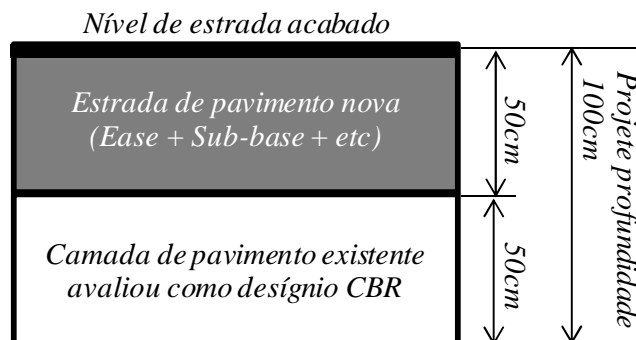 Nível de estrada acabado
Estrada de pavimento nova
(Ease + Sub-base + etc)
50cm
Projete profundidade
100cm
Camada de pavimento existente
avaliou como desígnio CBR
50cm